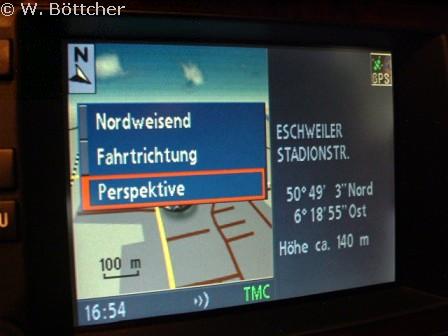 © W. Böttcher
N
GPS
Nordweisend
Fahrtrichtung
Perspektive
ESCHWEILER
STADIONSTR.
50° 49' 3"Nord
6° 18'55"Ost
Höhe ca. 140 m
100 m
16:54
TMC
U